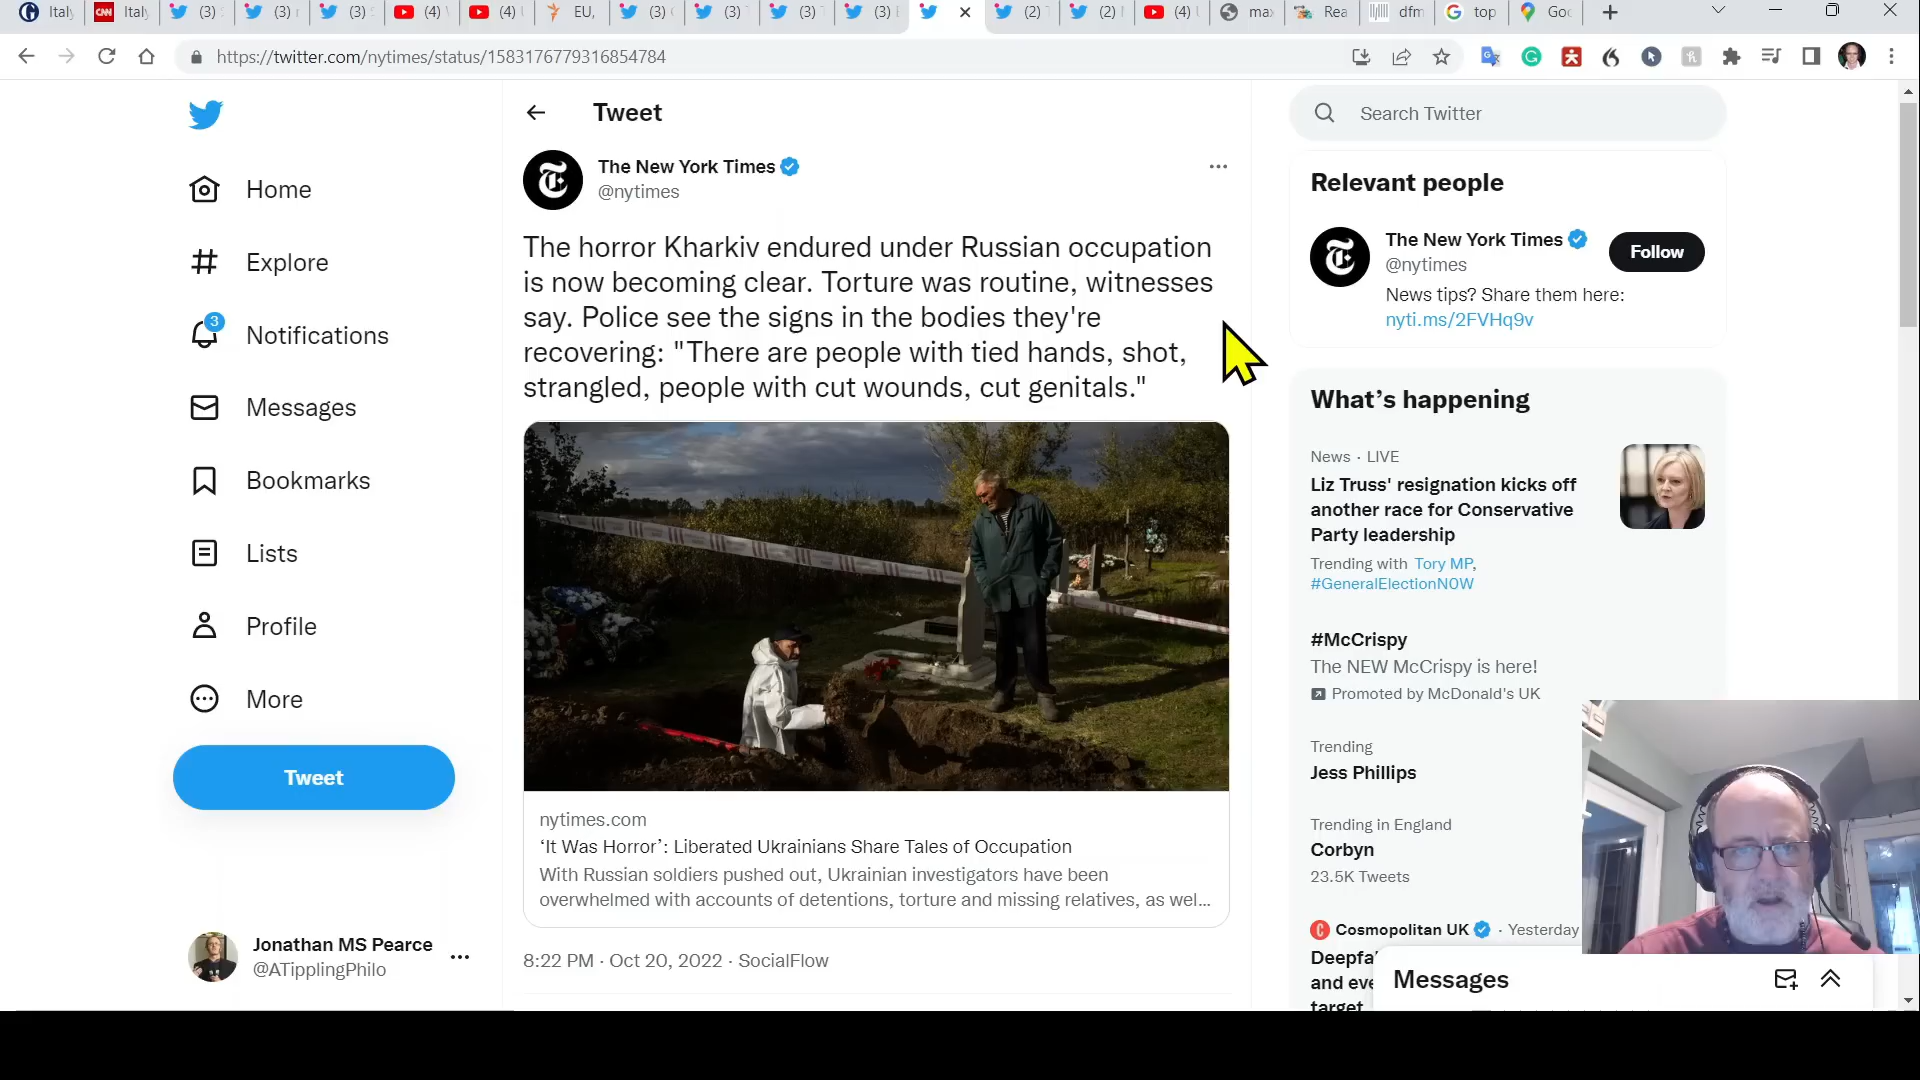 Italy
CNN Italy
(3)
(3)
(3)
(4)
(4)
EU,
(3)
(3)
(3)
(3)
(2)
(2)
(4)
Rea
dfm
top
https://twitter.com/nytimes/status/1583176779316854784
Tweet
Search Twitter
The New York Times
@nytimes
The horror Kharkiv endured under Russian occupation
is now becoming clear. Torture was routine, witnesses
say. Police see the signs in the bodies they're
recovering: "There are people with tied hands, shot,
strangled, people with cut wounds, cut genitals."
nytimes.com
‘It Was Horror’: Liberated Ukrainians Share Tales of Occupation
With Russian soldiers pushed out, Ukrainian investigators have been
overwhelmed with accounts of detentions, torture and missing relatives, as wel...
8:22 PM · Oct 20, 2022 · SocialFlow
Home
Explore
3
Notifications
Messages
Bookmarks
Lists
Profile
More
Tweet
Jonathan MS Pearce
@ATipplingPhilo
Relevant people
The New York Times
@nytimes
Follow
News tips? Share them here:
nyti.ms/2FVHq9v
What’s happening
News · LIVE
Liz Truss' resignation kicks off
another race for Conservative
Party leadership
Trending with Tory MP,
#GeneralElectionN0W
#McCrispy
The NEW McCrispy is here!
Promoted by McDonald's UK
Trending
Jess Phillips
Trending in England
Corbyn
23.5K Tweets
Cosmopolitan UK · Yesterday
Deepfa
and eve
target
Messages